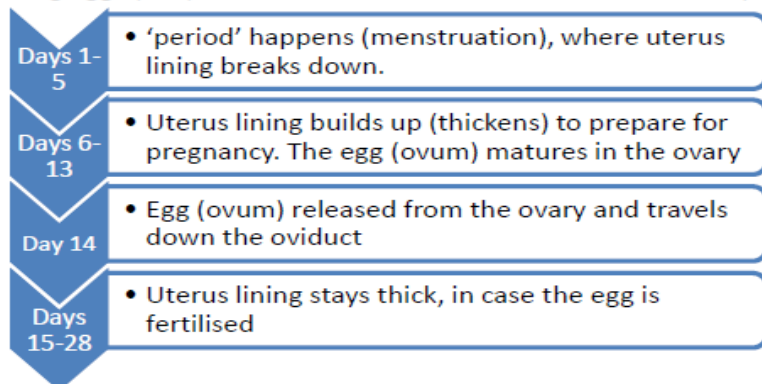 Days 1-
5
• ‘period’ happens (menstruation), where uterus
lining breaks down.
Days 6-
13
• Uterus lining builds up (thickens) to prepare for
pregnancy. The egg (ovum) matures in the ovary
Day 14
• Egg (ovum) released from the ovary and travels
down the oviduct
Days
15-28
• Uterus lining stays thick, in case the egg is
fertilised